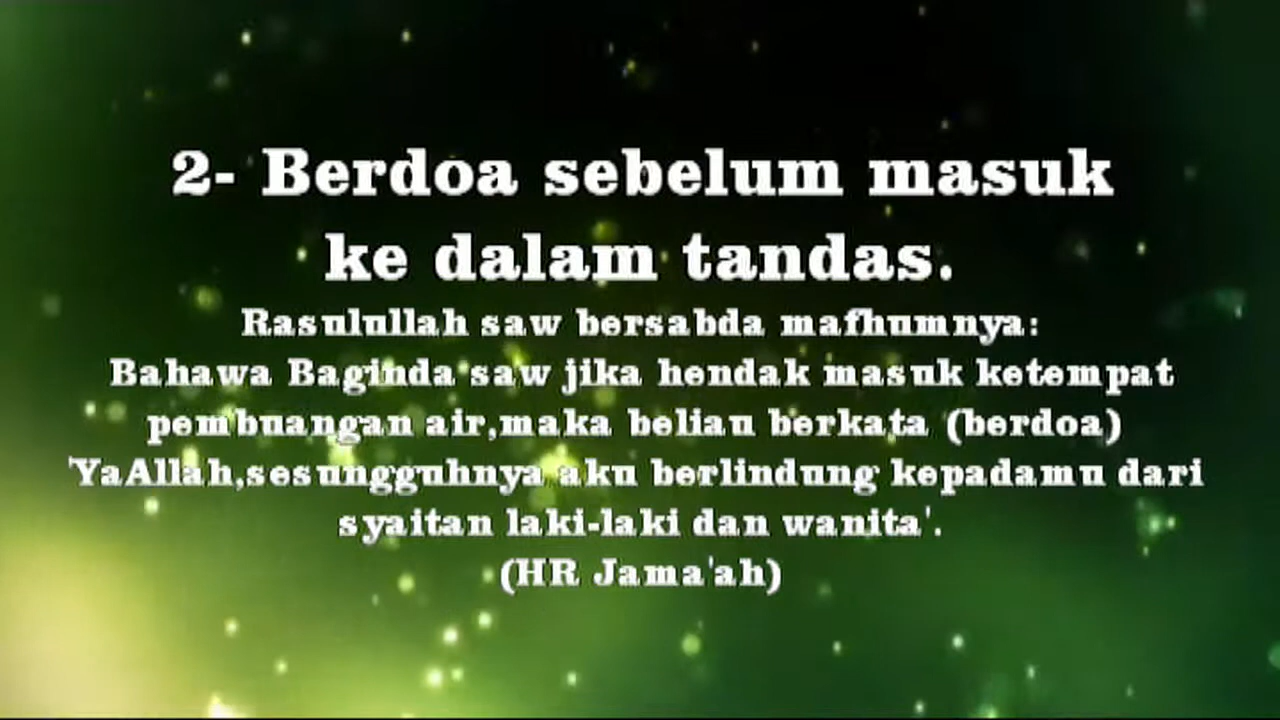 2- Berdoa sebelum masuk
ke dalam tandas.
Rasulullah saw bersabda mafhumnya:
Bahawa Baginda saw jika hendak masuk ketempat
pembuangan air,maka beliau berkata (berdoa)
'YaAllah,sesungguhnya aku berlindung kepadamu dari
syaitan laki-laki dan wanita'.
(HR Jama'ah)